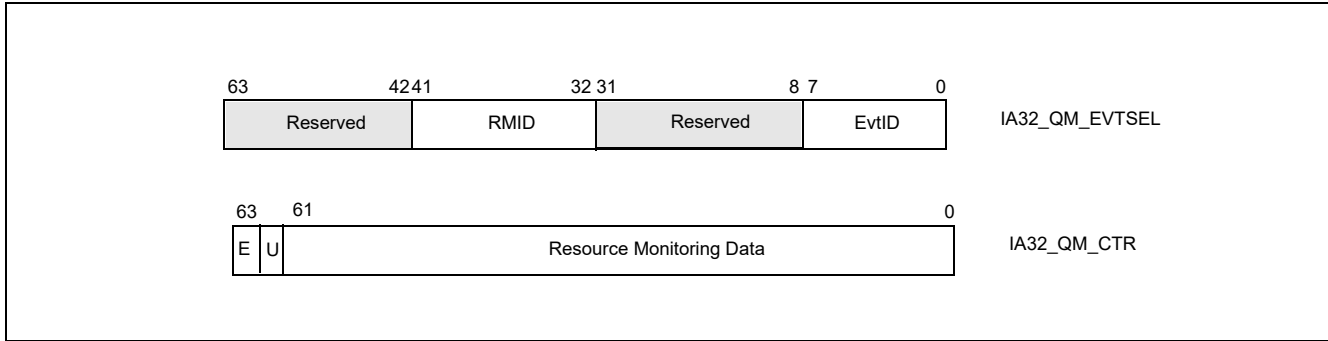 63 4241 32 31 8 7 0
Reserved RMID Reserved EvtID IA32_QM_EVTSEL
63 61 0
E U Resource Monitoring Data IA32_QM_CTR